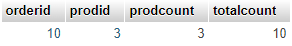 orderid prodid prodcount totalcount
10 3 3 10